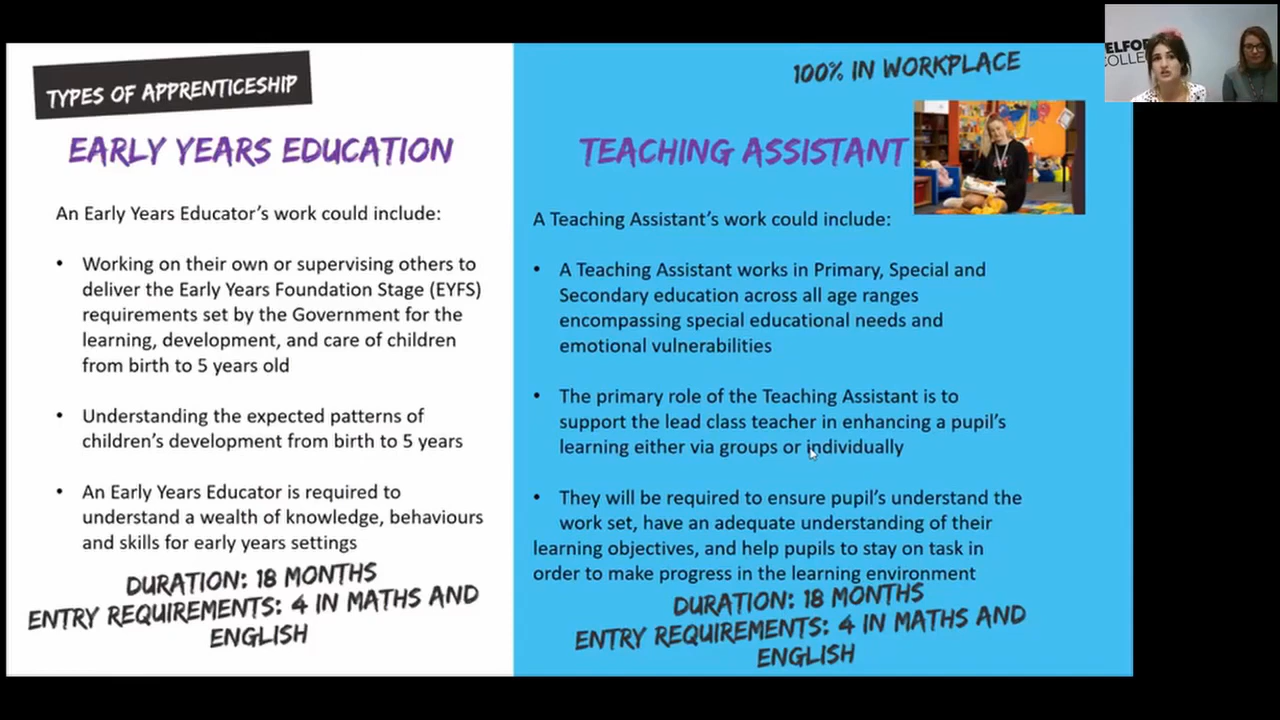 TYPES OF APPRENTICESHIP
EARLY YEARS EDUCATION
An Early Years Educator's work could include:
• Working on their own or supervising others to
deliver the Early Years Foundation Stage (EYFS)
requirements set by the Government for the
learning, development, and care of children
from birth to 5 years old
• Understanding the expected patterns of
children's development from birth to 5 years
• An Early Years Educator is required to
understand a wealth of knowledge, behaviours
and skills for early years settings
DURATION: 18 MONTHS
ENTRY REQUIREMENTS: 4 IN MATHS AND
ENGLISH
100% IN WORKPLACE
TEACHING ASSISTANT
A Teaching Assistant's work could include:
• A Teaching Assistant works in Primary, Special and
Secondary education across all age ranges
encompassing special educational needs and
emotional vulnerabilities
• The primary role of the Teaching Assistant is to
support the lead class teacher in enhancing a pupil's
learning either via groups or individually
• They will be required to ensure pupil's understand the
work set, have an adequate understanding of their
learning objectives, and help pupils to stay on task in
order to make progress in the learning environment
DURATION: 18 MONTHS
ENTRY REQUIREMENTS: 4 IN MATHS AND
ENGLISH